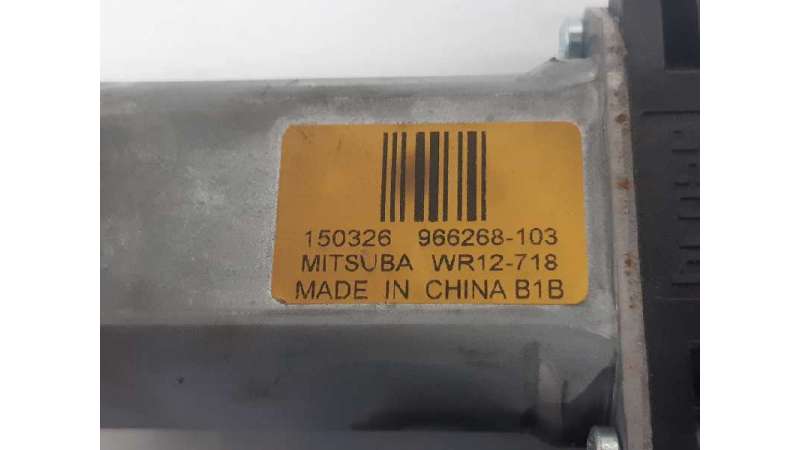 150326 966268-103
MITSUBA WR12-718
MADE IN CHINA B1B